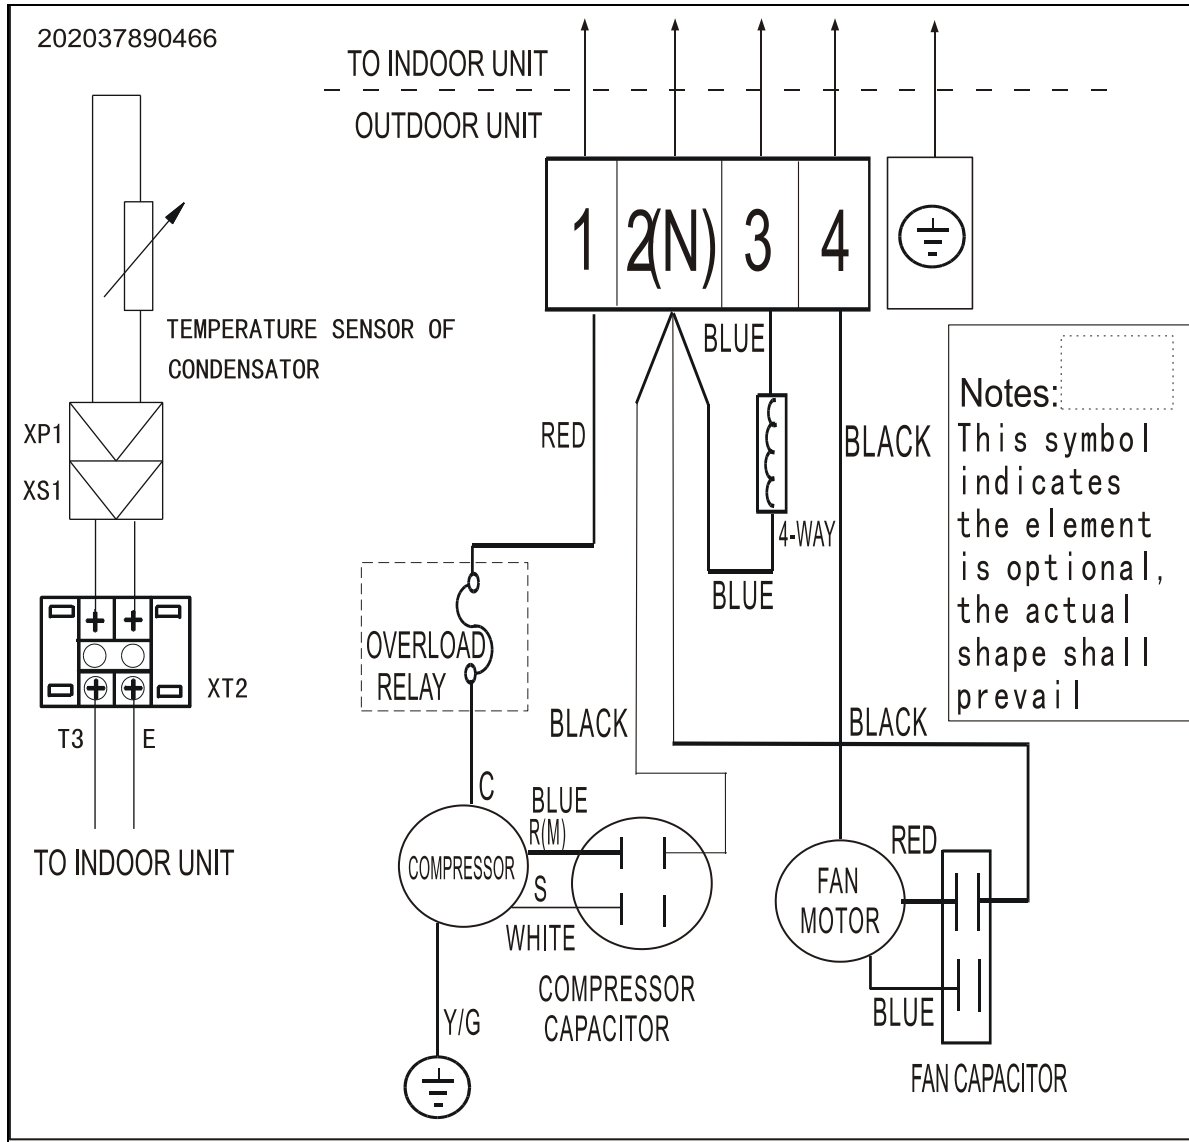 202037890466
TO INDOOR UNIT
OUTDOOR UNIT
1 2(N) 3 4
TEMPERATURE SENSOR OF
CONDENSATOR
XP1
XS1
XT2
T3 E
TO INDOOR UNIT
RED
BLUE
BLACK
4-WAY
BLUE
OVERLOAD
RELAY
BLACK
BLACK
C
BLUE
R(M)
COMPRESSOR
S
WHITE
COMPRESSOR
CAPACITOR
Y/G
RED
FAN
MOTOR
BLUE
FAN CAPACITOR
Notes:
This symbol
indicates
the element
is optional,
the actual
shape shall
prevail